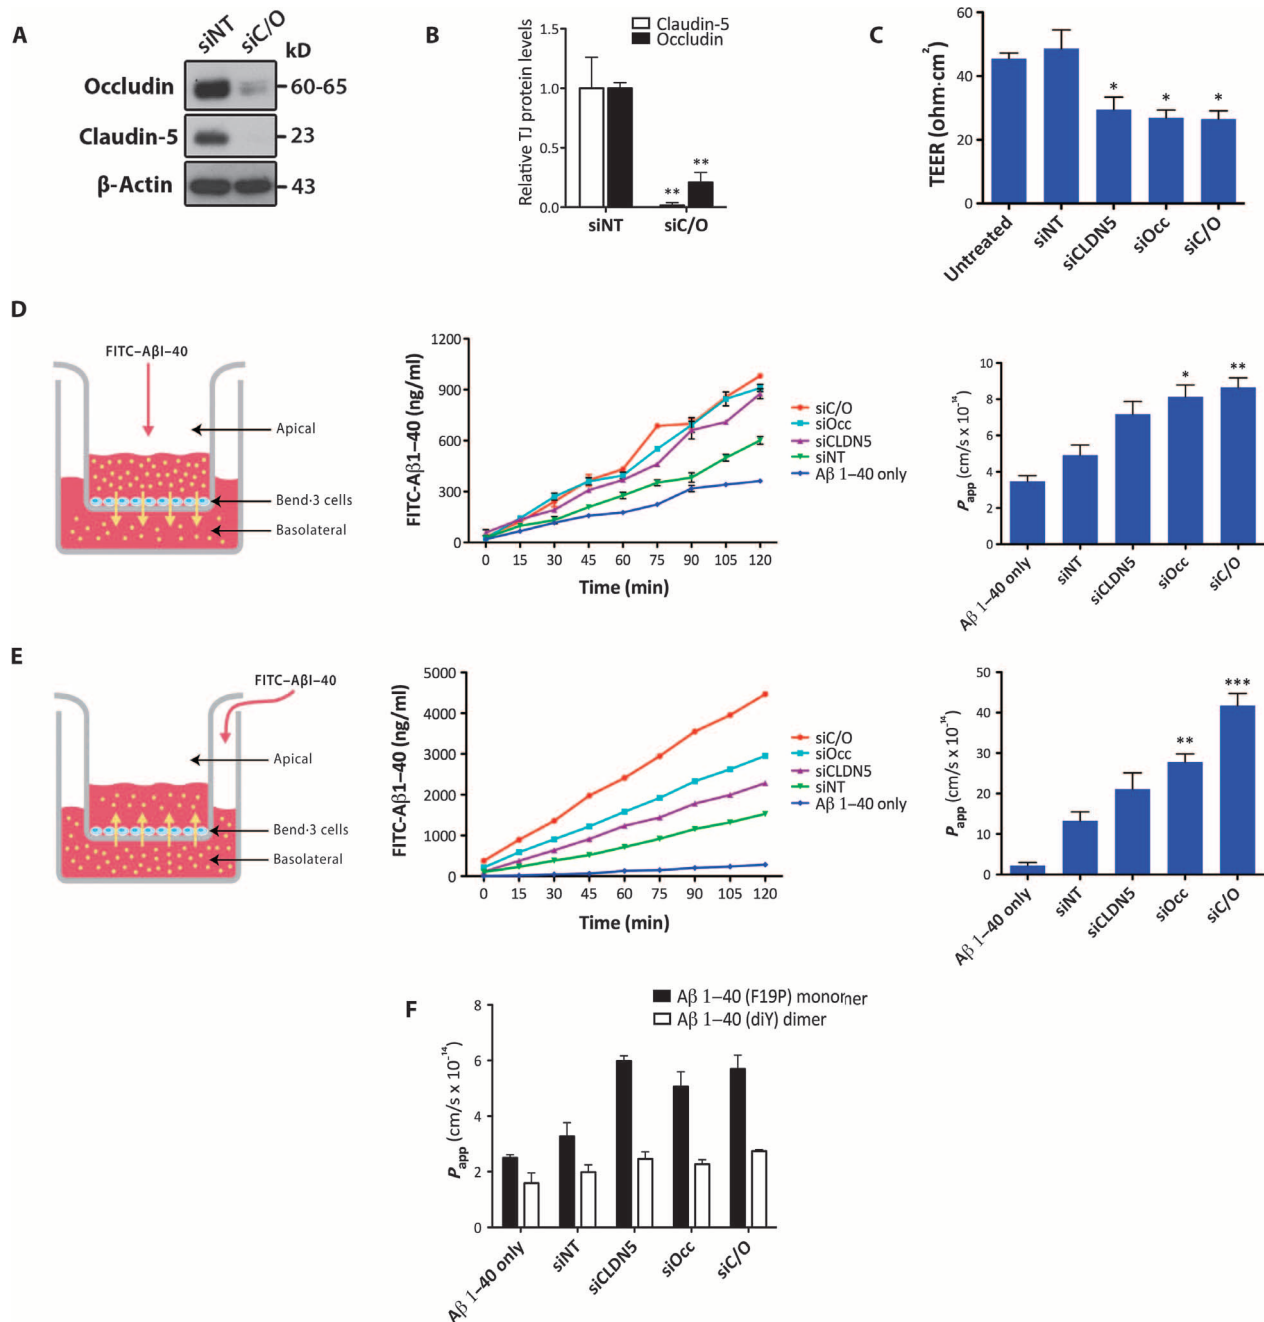 A
siNT
siC/O
kD
Occludin
60-65
Claudin-5
23
β-Actin
43
B
Claudin-5
Occludin
Relative TJ protein levels
1.5
1.0
0.5
0.0
**
**
siNT
siC/O
C
TEER (ohm·cm²)
60
40
20
0
*
*
*
Untreated
siNT
siCLDN5
siOcc
siC/O
D
FITC–AβI-40
Apical
Bend·3 cells
Basolateral
FITC-Aβ1–40 (ng/ml)
1200
900
600
300
0
0 15 30 45 60 75 90 105 120
Time (min)
siC/O
siOcc
siCLDN5
siNT
Aβ 1–40 only
Papp (cm/s x 10⁻¹⁴)
10
8
6
4
2
0
*
**
Aβ 1–40 only
siNT
siCLDN5
siOcc
siC/O
E
FITC–AβI-40
Apical
Bend·3 cells
Basolateral
FITC-Aβ1–40 (ng/ml)
5000
4000
3000
2000
1000
0
0 15 30 45 60 75 90 105 120
Time (min)
siC/O
siOcc
siCLDN5
siNT
Aβ 1–40 only
Papp (cm/s x 10⁻¹⁴)
50
40
30
20
10
0
**
***
Aβ 1–40 only
siNT
siCLDN5
siOcc
siC/O
F
Aβ 1–40 (F19P) monomer
Aβ 1–40 (diY) dimer
Papp (cm/s x 10⁻¹⁴)
8
6
4
2
0
Aβ 1–40 only
siNT
siCLDN5
siOcc
siC/O